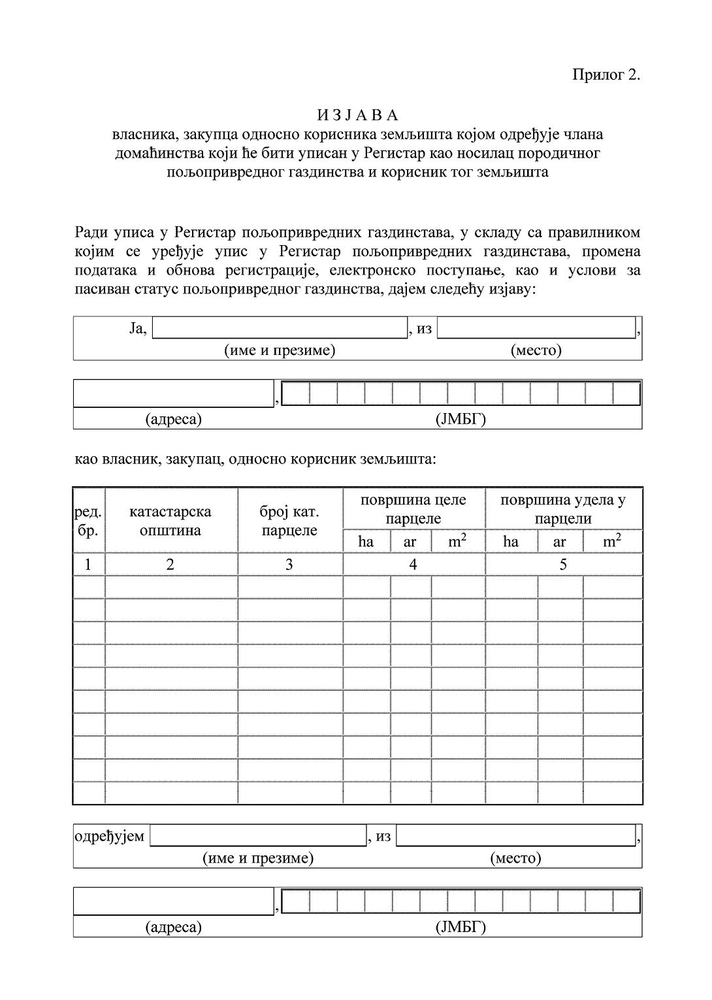 Прилог 2.
И З Ј А В А
власника, закупца односно корисника земљишта којом одређује члана
домаћинства који ће бити уписан у Регистар као носилац породичног
пољопривредног газдинства и корисник тог земљишта
Ради уписа у Регистар пољопривредних газдинстава, у складу са правилником
којим се уређује упис у Регистар пољопривредних газдинстава, промена
података и обнова регистрације, електронско поступање, као и услови за
пасиван статус пољопривредног газдинства, дајем следећу изјаву:
Ја, , из ,
(име и презиме) (место)
,
(адреса) (ЈМБГ)
као власник, закупац, односно корисник земљишта:
ред. бр. катастарска општина број кат. парцеле површина целе парцеле површина удела у парцели
ha ar m² ha ar m²
1 2 3 4 5
одређујем , из ,
(име и презиме) (место)
,
(адреса) (ЈМБГ)